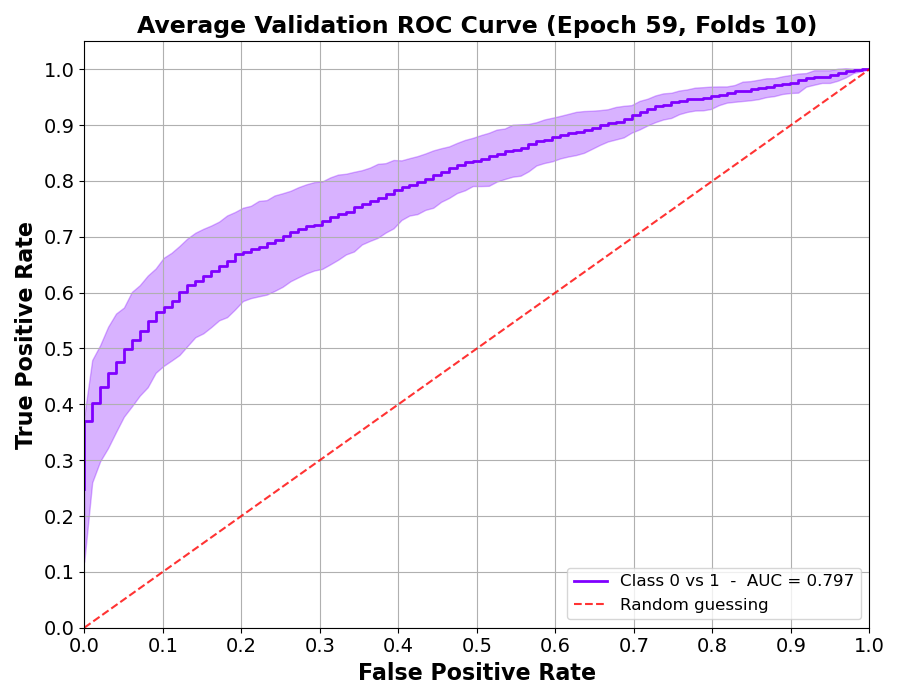 Average Validation ROC Curve (Epoch 59, Folds 10)
True Positive Rate
1.0
0.9
0.8
0.7
0.6
0.5
0.4
0.3
0.2
0.1
0.0
Class 0 vs 1 - AUC = 0.797
Random guessing
0.0 0.1 0.2 0.3 0.4 0.5 0.6 0.7 0.8 0.9 1.0
False Positive Rate